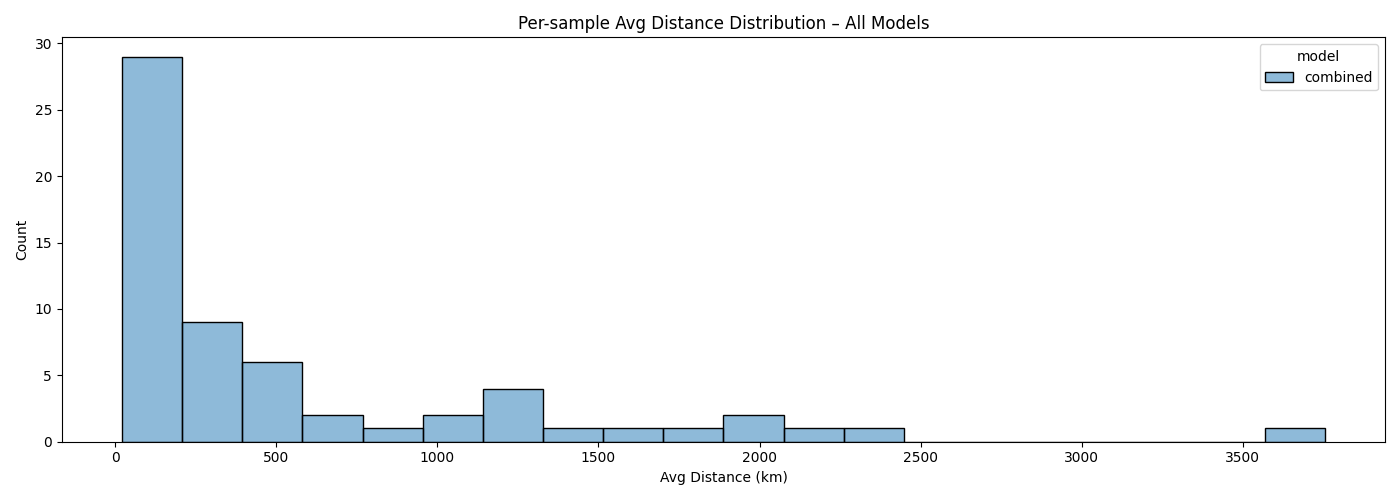 Per-sample Avg Distance Distribution – All Models
model
combined
Count
30
25
20
15
10
5
0
0 500 1000 1500 2000 2500 3000 3500
Avg Distance (km)